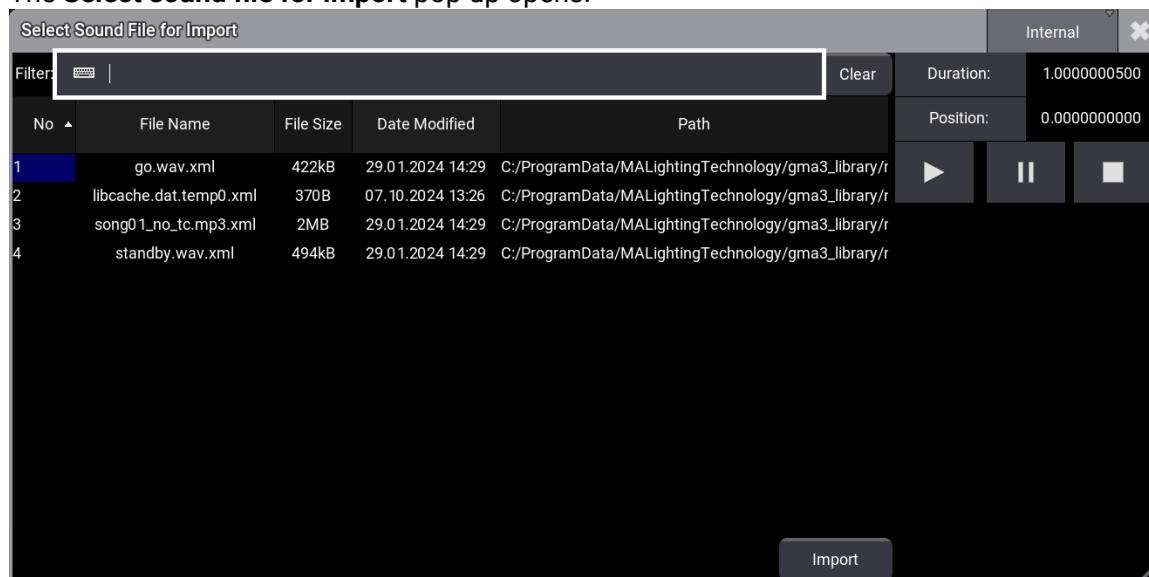 The Select sound file for import pop-up opens.
Select Sound File for Import Internal
Filter: Clear Duration: 1.0000000500
No File Name File Size Date Modified Path Position: 0.0000000000
1 go.wav.xml 422kB 29.01.2024 14:29 C:/ProgramData/MALightingTechnology/gma3_library/r
2 libcache.dat.temp0.xml 370B 07.10.2024 13:26 C:/ProgramData/MALightingTechnology/gma3_library/r
3 song01_no_tc.mp3.xml 2MB 29.01.2024 14:29 C:/ProgramData/MALightingTechnology/gma3_library/r
4 standby.wav.xml 494kB 29.01.2024 14:29 C:/ProgramData/MALightingTechnology/gma3_library/r
Import